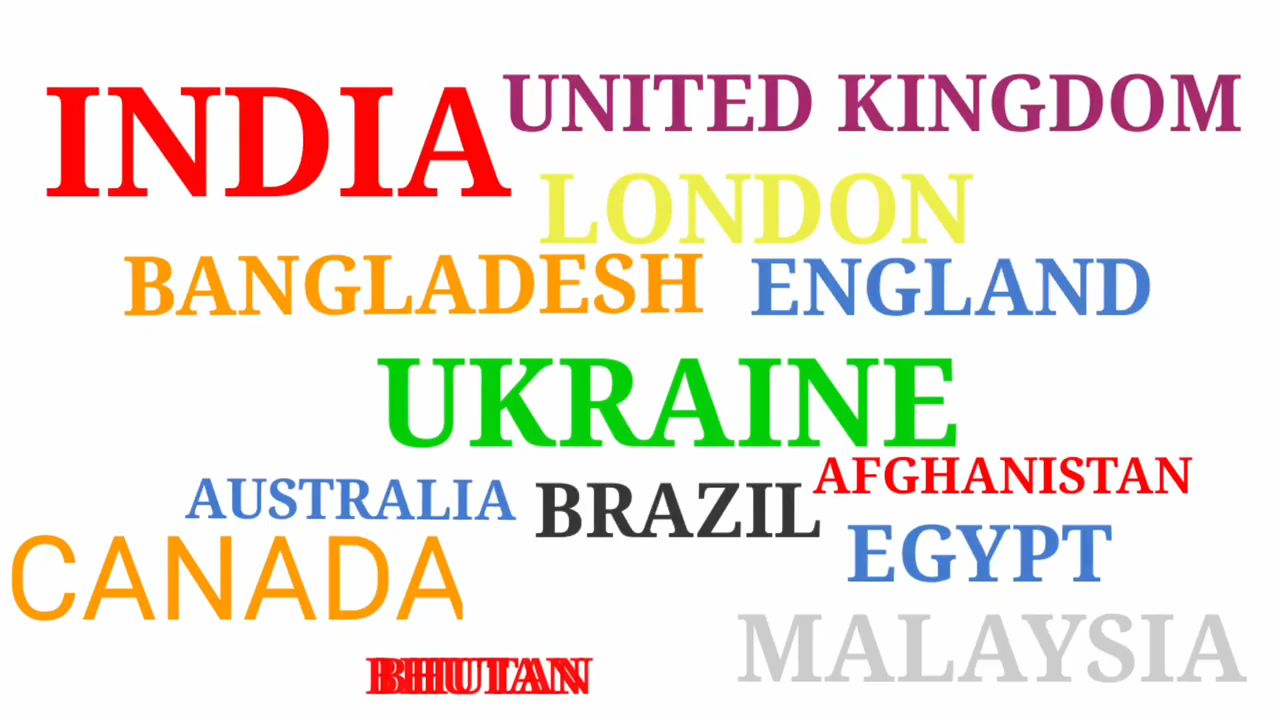 INDIA
UNITED KINGDOM
LONDON
BANGLADESH
ENGLAND
UKRAINE
AFGHANISTAN
AUSTRALIA
BRAZIL
EGYPT
CANADA
MALAYSIA
BHUTAN